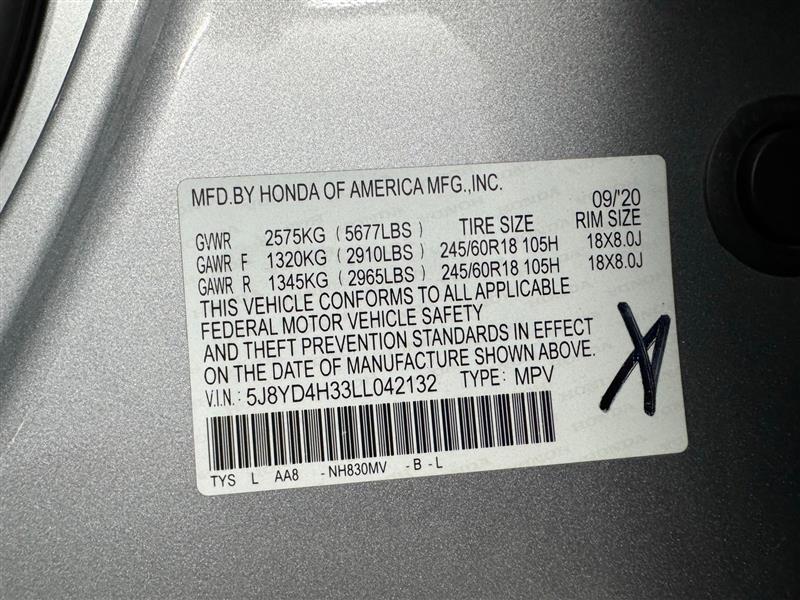 MFD. BY HONDA OF AMERICA MFG., INC.
09/'20
GVWR 2575KG (5677LBS) TIRE SIZE RIM SIZE
GAWR F 1320KG (2910LBS) 245/60R18 105H 18X8.0J
GAWR R 1345KG (2965LBS) 245/60R18 105H 18X8.0J
THIS VEHICLE CONFORMS TO ALL APPLICABLE
FEDERAL MOTOR VEHICLE SAFETY
AND THEFT PREVENTION STANDARDS IN EFFECT
ON THE DATE OF MANUFACTURE SHOWN ABOVE.
V.I.N.: 5J8YD4H33LL042132 TYPE: MPV
TYS L AA8 -NH830MV -B-L